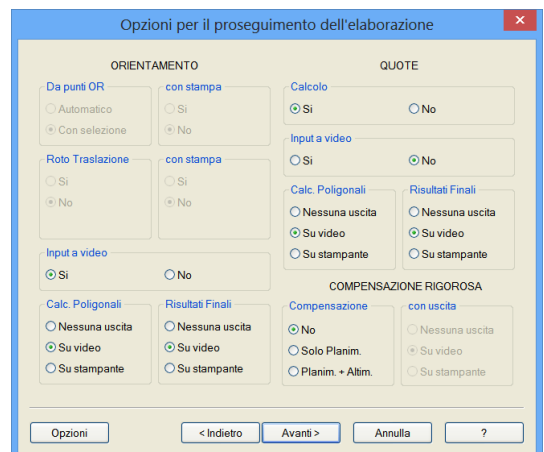 Opzioni per il proseguimento dell'elaborazione
ORIENTAMENTO
Da punti OR
Automatico
Con selezione
con stampa
Si
No
Roto Traslazione
Si
No
con stampa
Si
No
Input a video
Si No
Calc. Poligonali
Nessuna uscita
Su video
Su stampante
Risultati Finali
Nessuna uscita
Su video
Su stampante
QUOTE
Calcolo
Si No
Input a video
Si No
Calc. Poligonali
Nessuna uscita
Su video
Su stampante
Risultati Finali
Nessuna uscita
Su video
Su stampante
COMPENSAZIONE RIGOROSA
Compensazione
No
Solo Planim.
Planim. + Altim.
con uscita
Nessuna uscita
Su video
Su stampante
Opzioni < Indietro Avanti > Annulla ?